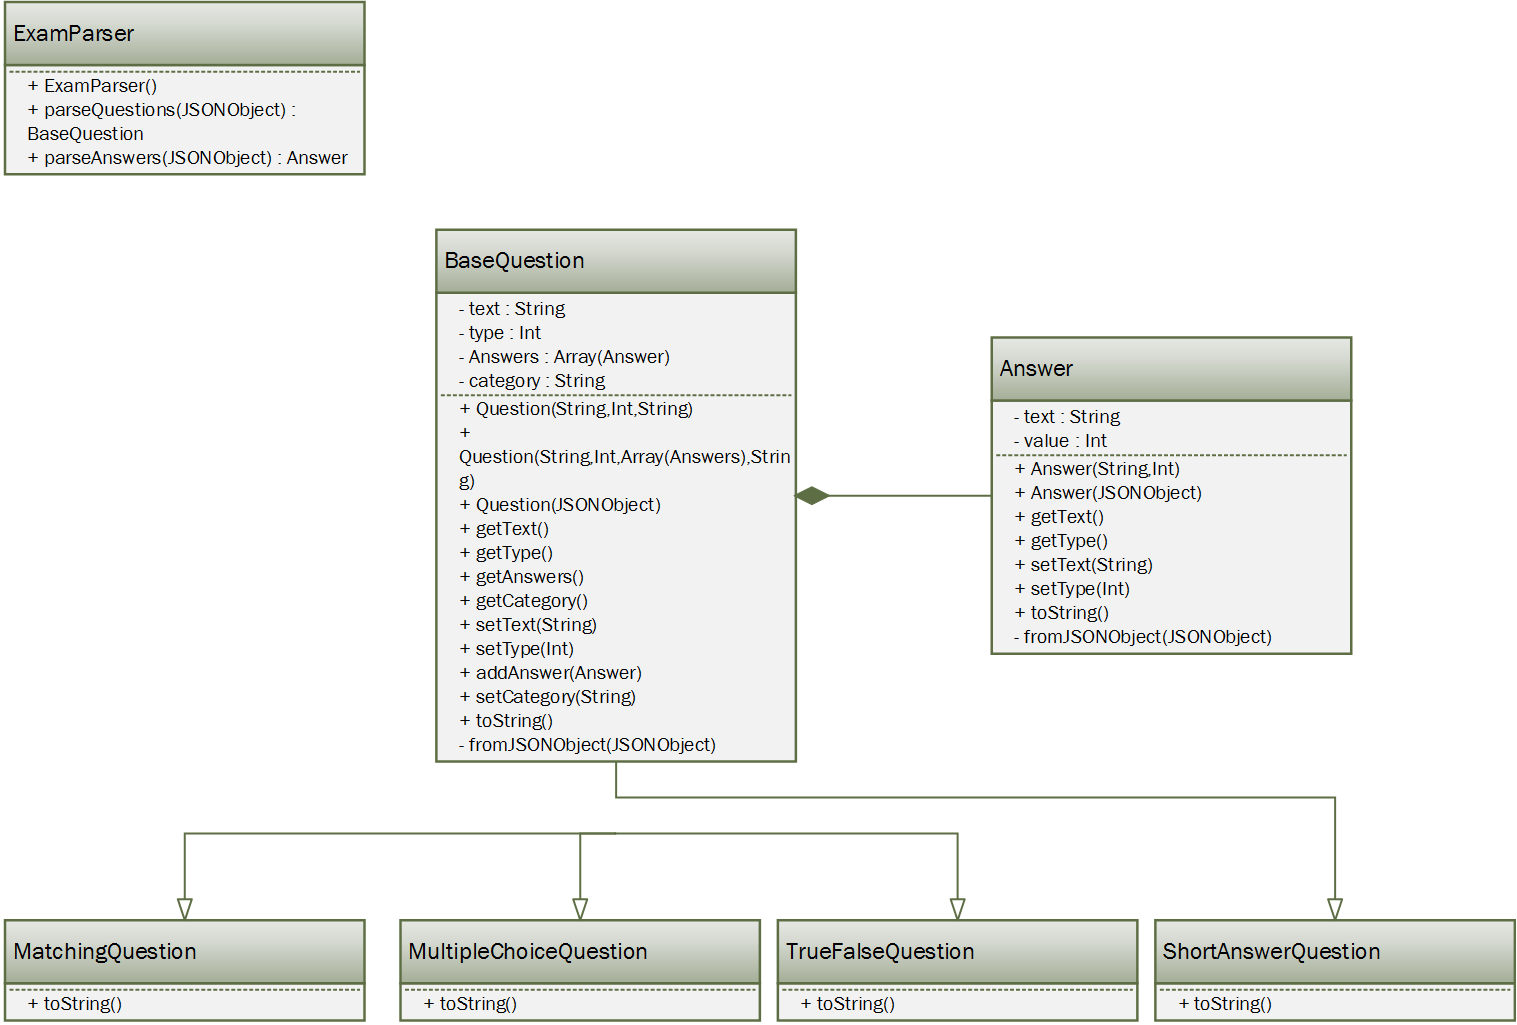 ExamParser
+ ExamParser()
+ parseQuestions(JSONObject) :
BaseQuestion
+ parseAnswers(JSONObject) : Answer
BaseQuestion
- text : String
- type : Int
- Answers : Array(Answer)
- category : String
+ Question(String,Int,String)
+
Question(String,Int,Array(Answers),Strin
g)
+ Question(JSONObject)
+ getText()
+ getType()
+ getAnswers()
+ getCategory()
+ setText(String)
+ setType(Int)
+ addAnswer(Answer)
+ setCategory(String)
+ toString()
- fromJSONObject(JSONObject)
Answer
- text : String
- value : Int
+ Answer(String,Int)
+ Answer(JSONObject)
+ getText()
+ getType()
+ setText(String)
+ setType(Int)
+ toString()
- fromJSONObject(JSONObject)
MatchingQuestion
+ toString()
MultipleChoiceQuestion
+ toString()
TrueFalseQuestion
+ toString()
ShortAnswerQuestion
+ toString()